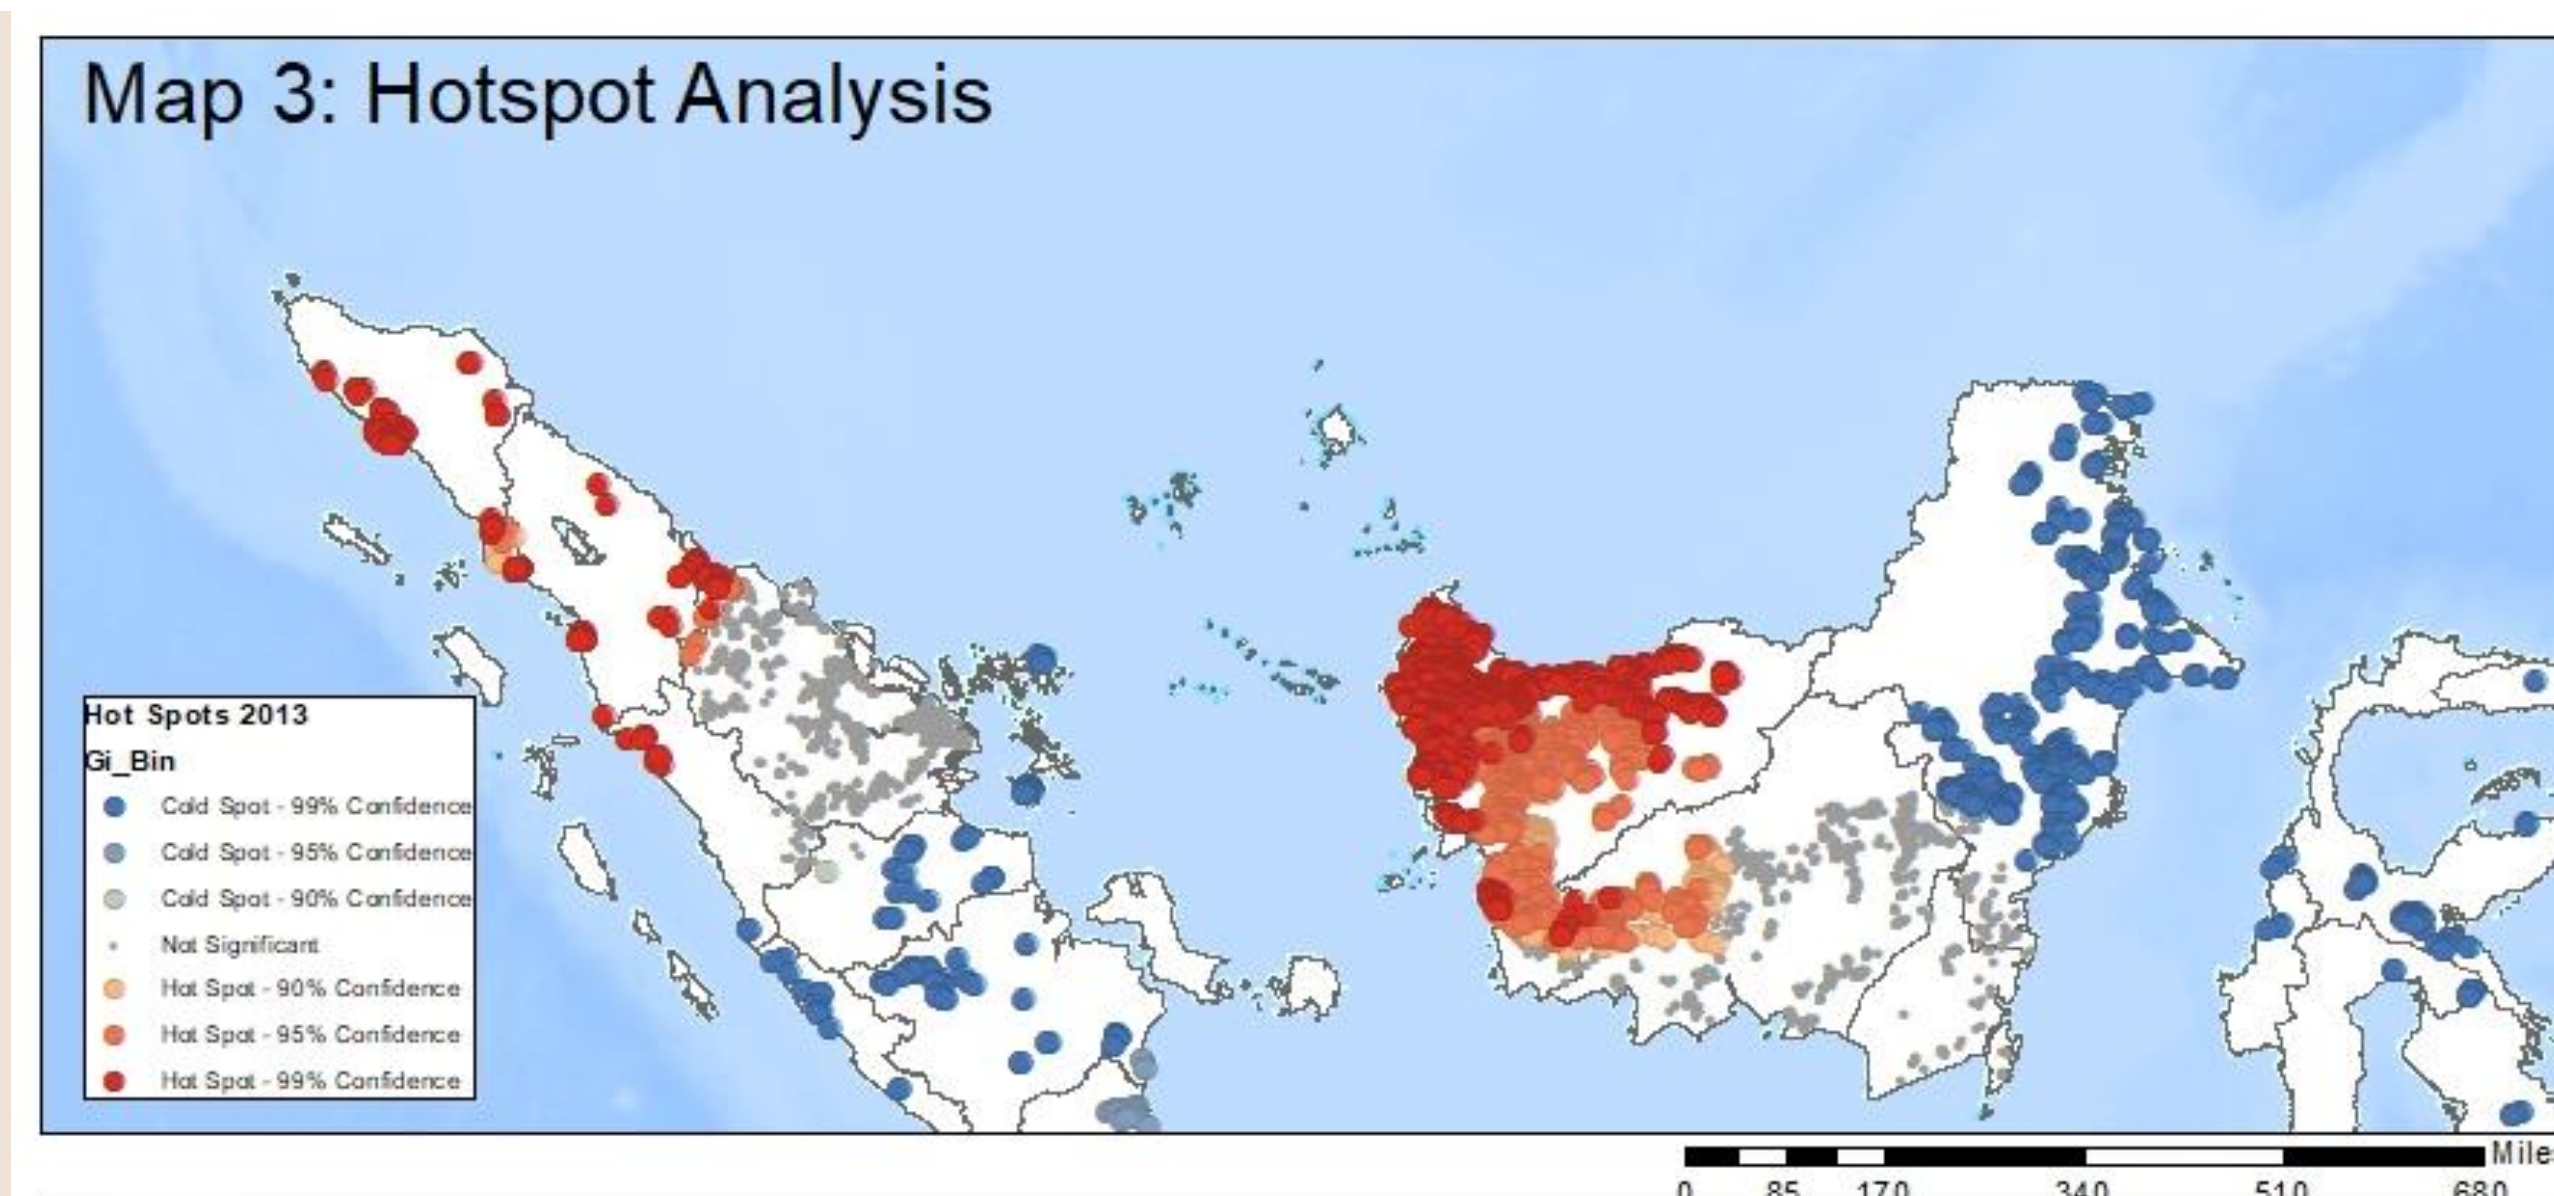 Map 3: Hotspot Analysis
Hot Spots 2013
Gi_Bin
Cold Spot - 99% Confidence
Cold Spot - 95% Confidence
Cold Spot - 90% Confidence
Not Significant
Hot Spot - 90% Confidence
Hot Spot - 95% Confidence
Hot Spot - 99% Confidence
Mile
0 85 170 340 510 680